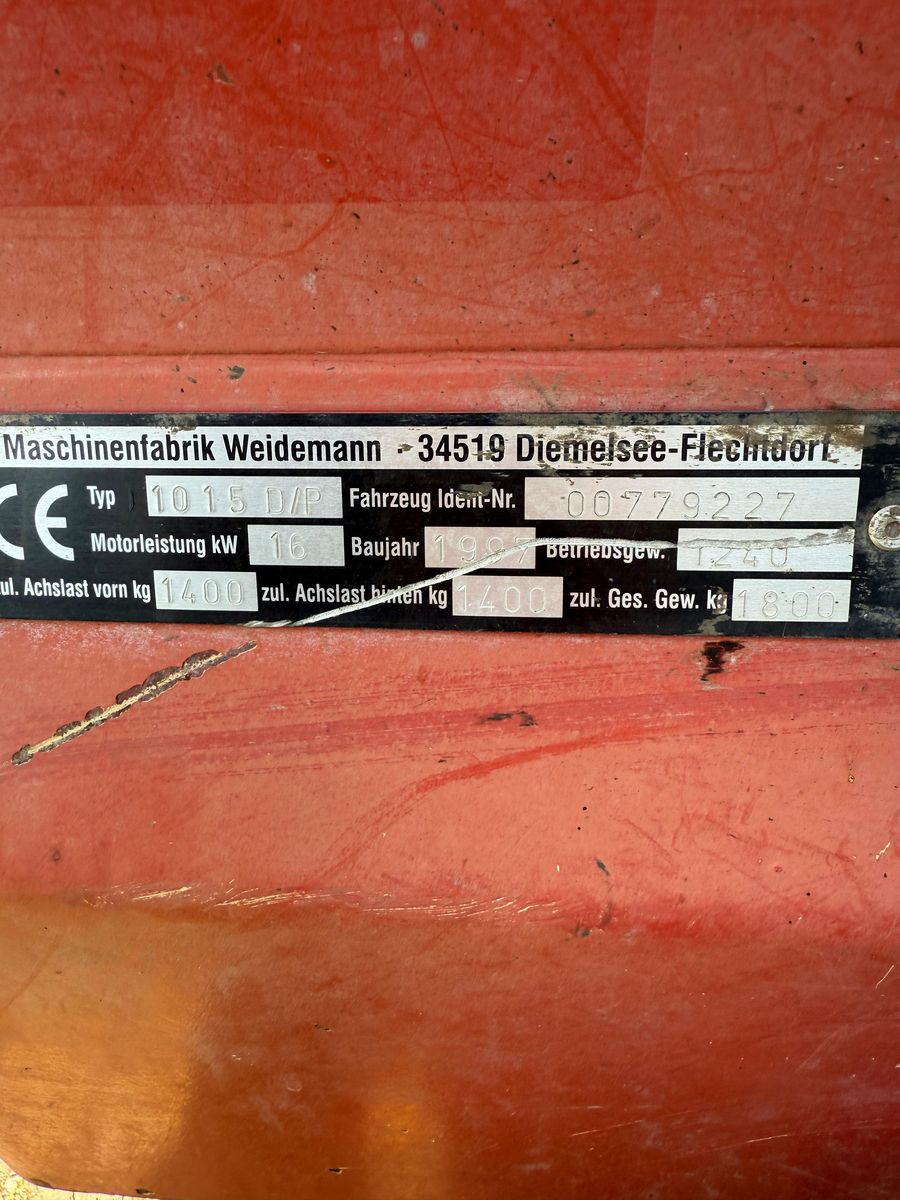 Maschinenfabrik Weidemann - 34519 Diemelsee-Flechtdorf
CE Typ 1015 D/P Fahrzeug Ident-Nr. 00779227
Motorleistung kW 16 Baujahr 1997 Betriebsgew. 1240
zul. Achslast vorn kg 1400 zul. Achslast hinten kg 1400 zul. Ges. Gew. kg 1800